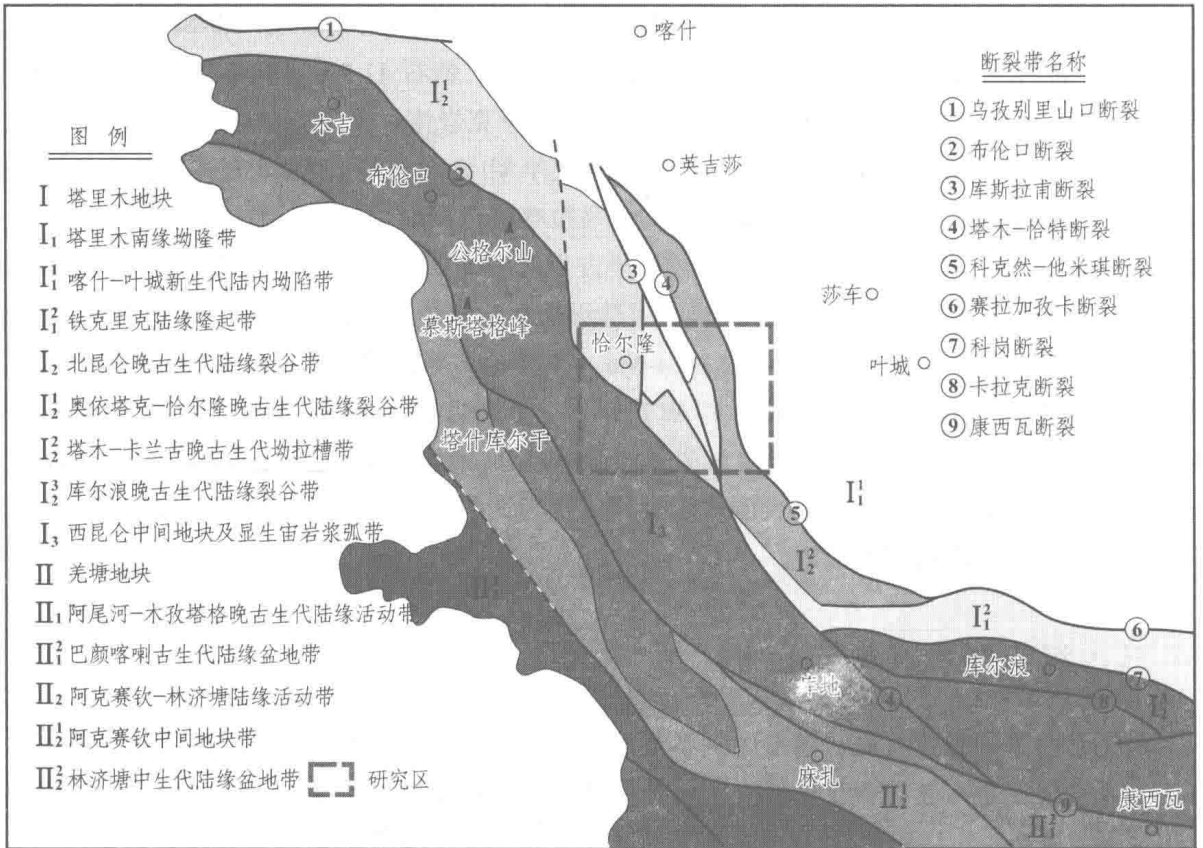 图 例
I 塔里木地块
I₁ 塔里木南缘坳隆带
I₁¹ 喀什-叶城新生代陆内坳陷带
I₁² 铁克里克陆缘隆起带
I₂ 北昆仑晚古生代陆缘裂谷带
I₂¹ 奥依塔克-恰尔隆晚古生代陆缘裂谷带
I₂² 塔木-卡兰古晚古生代坳拉槽带
I₂³ 库尔浪晚古生代陆缘裂谷带
I₃ 西昆仑中间地块及显生宙岩浆弧带
II 羌塘地块
II₁ 阿尾河-木孜塔格晚古生代陆缘活动带
II₁² 巴颜喀喇古生代陆缘盆地带
II₂ 阿克赛钦-林济塘陆缘活动带
II₂¹ 阿克赛钦中间地块带
II₂² 林济塘中生代陆缘盆地带
研究区
断裂带名称
①乌孜别里山口断裂
②布伦口断裂
③库斯拉甫断裂
④塔木-恰特断裂
⑤科克然-他米琪断裂
⑥赛拉加孜卡断裂
⑦科岗断裂
⑧卡拉克断裂
⑨康西瓦断裂
①
喀什
I₂¹
木吉
英吉莎
布伦口
②
公格尔山
③
④
莎车
慕斯塔格峰
恰尔隆
叶城
塔什库尔干
I₁¹
⑤
I₃
I₂²
I₁²
⑥
库尔浪
⑦
库地
④
⑧
麻扎
II₂¹
⑨
康西瓦
II₁²